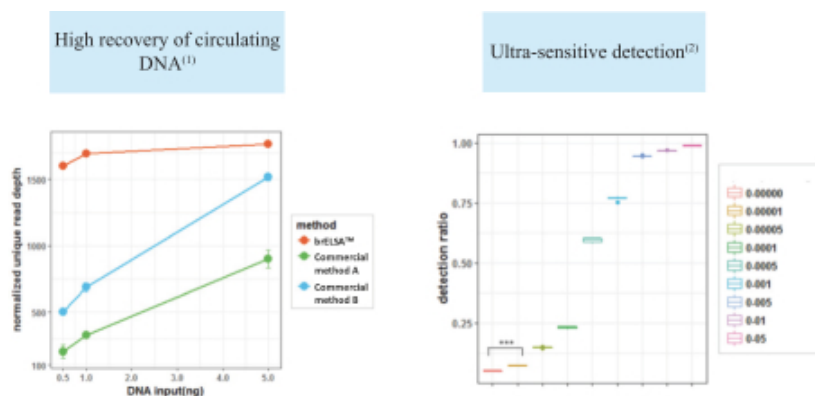 High recovery of circulating
DNA(1)
Ultra-sensitive detection(2)
normalized unique read depth
1500
1000
500
100
0.5
1.0
2.0
3.0
4.0
5.0
DNA input(ng)
method
brELSA™
Commercial
method A
Commercial
method B
detection ratio
1.00
0.75
0.50
0.25
***
0-00000
0-00001
0-00005
0-0001
0-0005
0-001
0-005
0-01
0-05